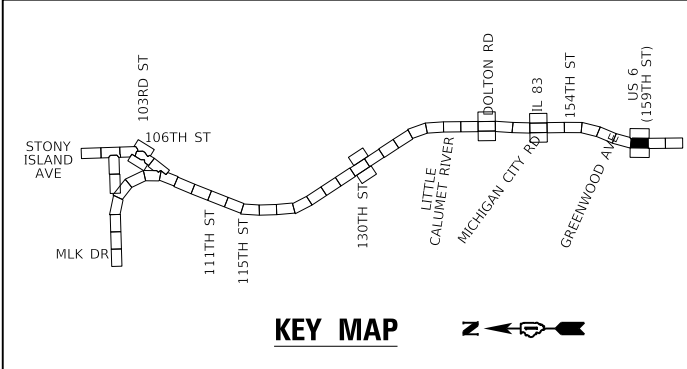 103RD ST
106TH ST
STONY
ISLAND
AVE
MLK DR
111TH ST
115TH ST
130TH ST
LITTLE
CALUMET RIVER
DOLTON RD
MICHIGAN CITY RD
IL 83
154TH ST
GREENWOOD AVE
US 6
(159TH ST)
KEY MAP
N